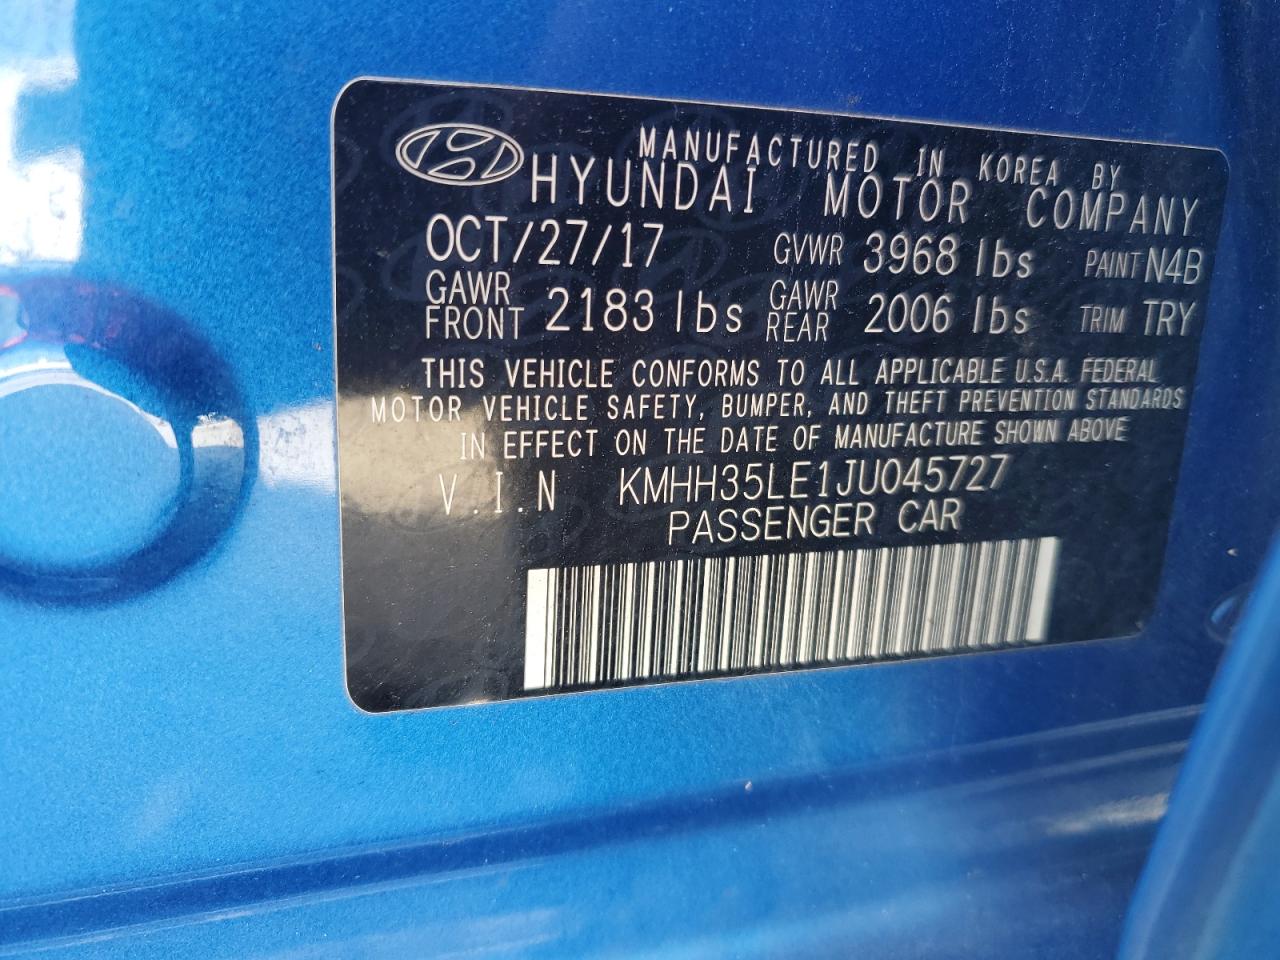 MANUFACTURED IN KOREA BY
HYUNDAI MOTOR COMPANY
OCT/27/17 GVWR 3968 lbs PAINT N4B
GAWR FRONT 2183 lbs GAWR REAR 2006 lbs TRIM TRY
THIS VEHICLE CONFORMS TO ALL APPLICABLE U.S.A. FEDERAL
MOTOR VEHICLE SAFETY, BUMPER, AND THEFT PREVENTION STANDARDS
IN EFFECT ON THE DATE OF MANUFACTURE SHOWN ABOVE
V.I.N KMHH35LE1JU045727
PASSENGER CAR